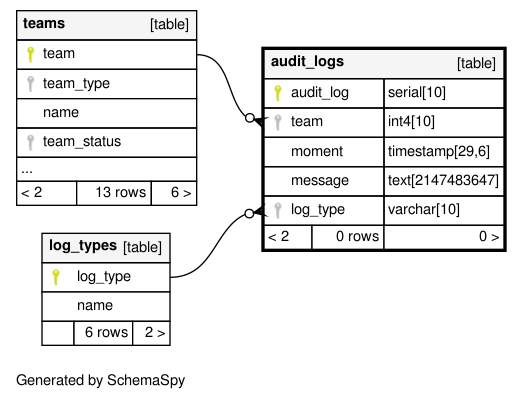 teams [table]
team
team_type
name
team_status
...
< 2 13 rows 6 >
audit_logs [table]
audit_log serial[10]
team int4[10]
moment timestamp[29,6]
message text[2147483647]
log_type varchar[10]
< 2 0 rows 0 >
log_types [table]
log_type
name
6 rows 2 >
Generated by SchemaSpy